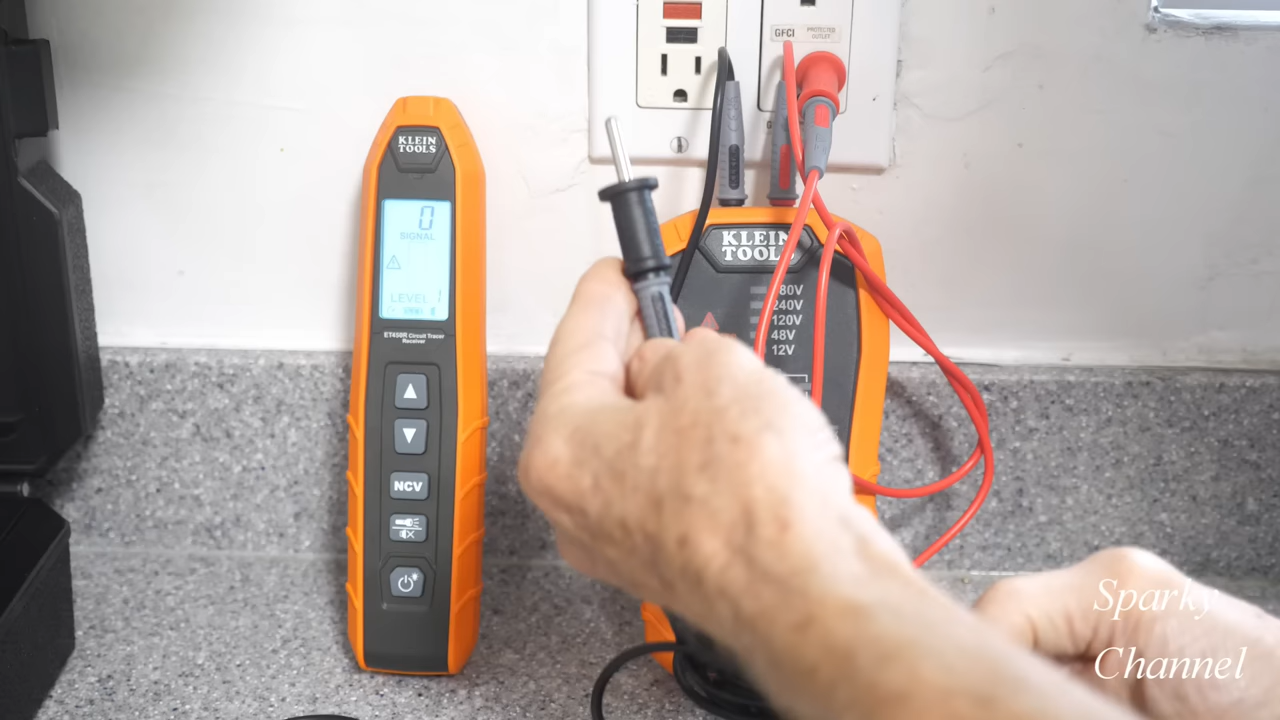 GFCI
PROTECTED
OUTLET
KLEIN
TOOLS
0
SIGNAL
LEVEL 1
ET450R Circuit Tracer
Receiver
NCV
KLEIN
TOOLS
240V
120V
48V
12V
Sparky
Channel